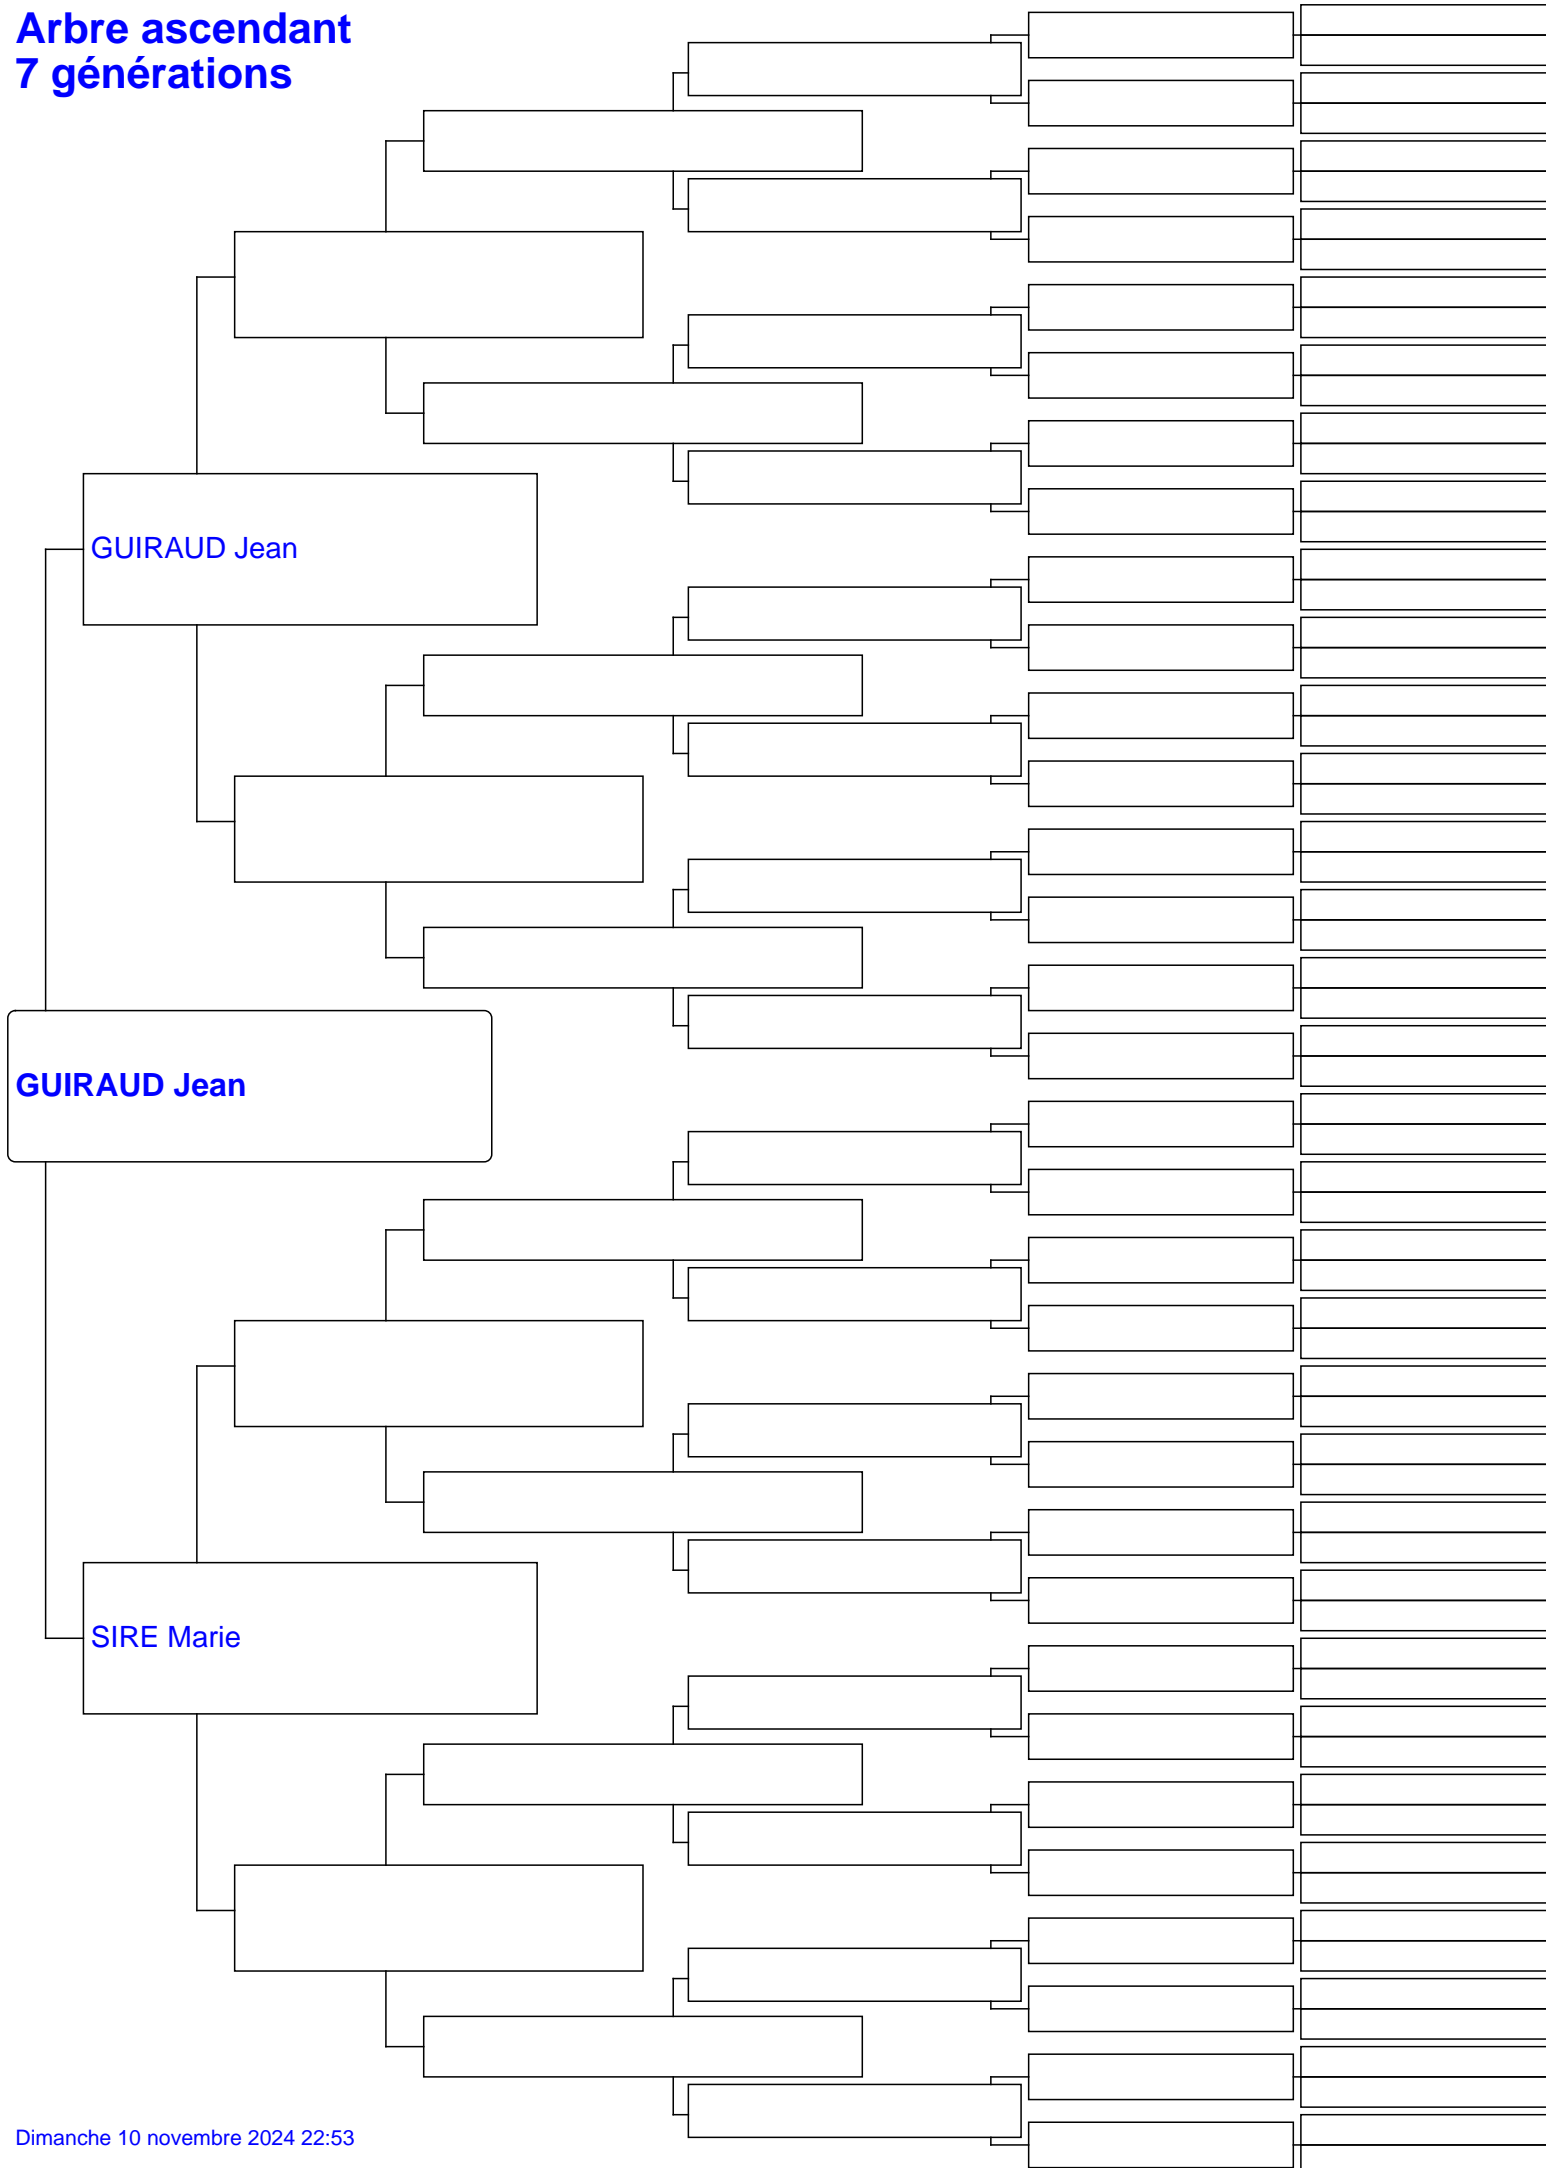 Arbre ascendant
7 générations
GUIRAUD Jean
GUIRAUD Jean
SIRE Marie
Dimanche 10 novembre 2024 22:53